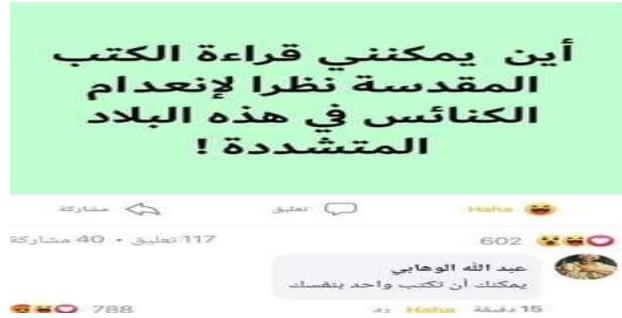 أين يمكنني قراءة الكتب
المقدسة نظرا لإنعدام
الكنائس في هذه البلاد
المتشددة !
Haha تعليق مشاركة
602 117 تعليق • 40 مشاركة
عبد الله الوهابي
يمكنك أن تكتب واحد بنفسك
15 دقيقة Haha رد 788